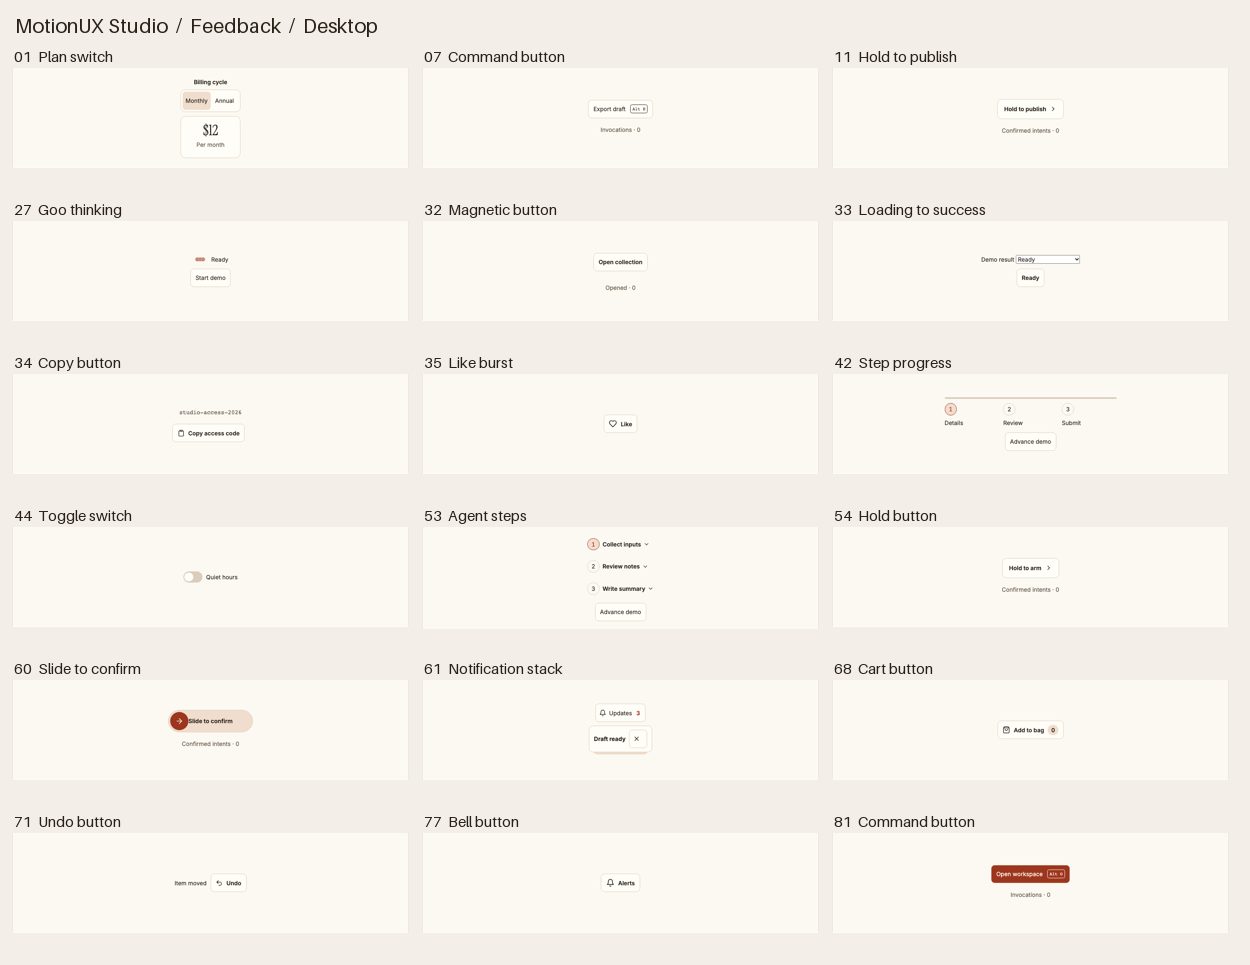 MotionUX Studio / Feedback / Desktop
01 Plan switch
Billing cycle
Monthly Annual
$12
Per month
07 Command button
Export draft Alt D
Invocations · 0
11 Hold to publish
Hold to publish
Confirmed intents · 0
27 Goo thinking
Ready
Start demo
32 Magnetic button
Open collection
Opened · 0
33 Loading to success
Demo result Ready
Ready
34 Copy button
studio-access-2026
Copy access code
35 Like burst
Like
42 Step progress
1 2 3
Details Review Submit
Advance demo
44 Toggle switch
Quiet hours
53 Agent steps
1 Collect inputs
2 Review notes
3 Write summary
Advance demo
54 Hold button
Hold to arm
Confirmed intents · 0
60 Slide to confirm
Slide to confirm
Confirmed intents · 0
61 Notification stack
Updates 3
Draft ready
68 Cart button
Add to bag 0
71 Undo button
Item moved Undo
77 Bell button
Alerts
81 Command button
Open workspace Alt O
Invocations · 0